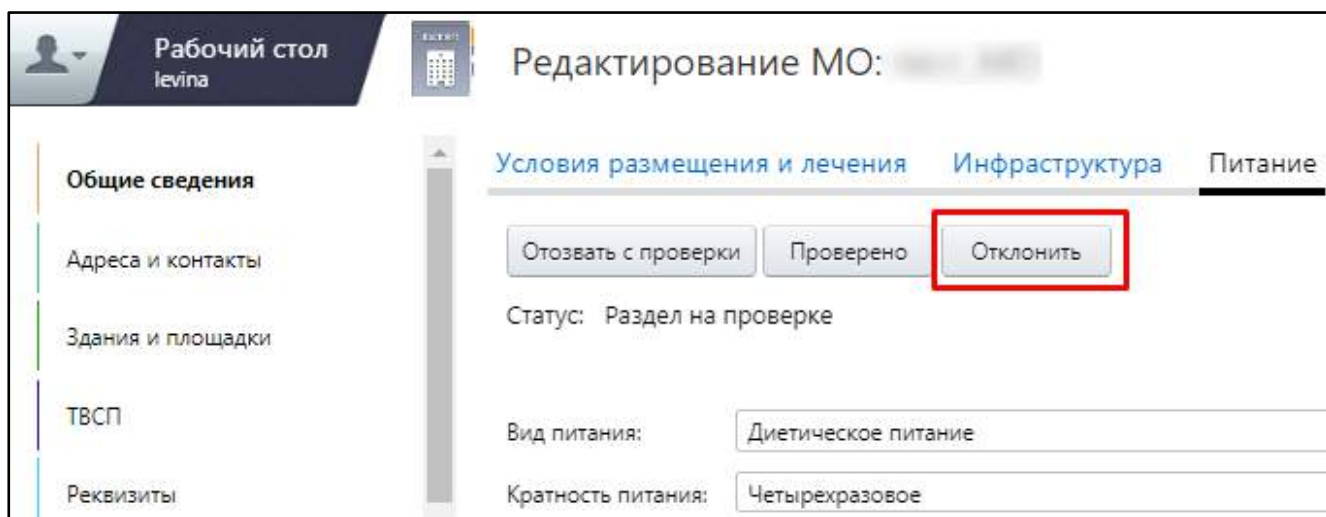 Рабочий стол
levina
Редактирование МО:
Общие сведения
Адреса и контакты
Здания и площадки
ТВСП
Реквизиты
Условия размещения и лечения Инфраструктура Питание
Отозвать с проверки Проверено Отклонить
Статус: Раздел на проверке
Вид питания: Диетическое питание
Кратность питания: Четырехразовое